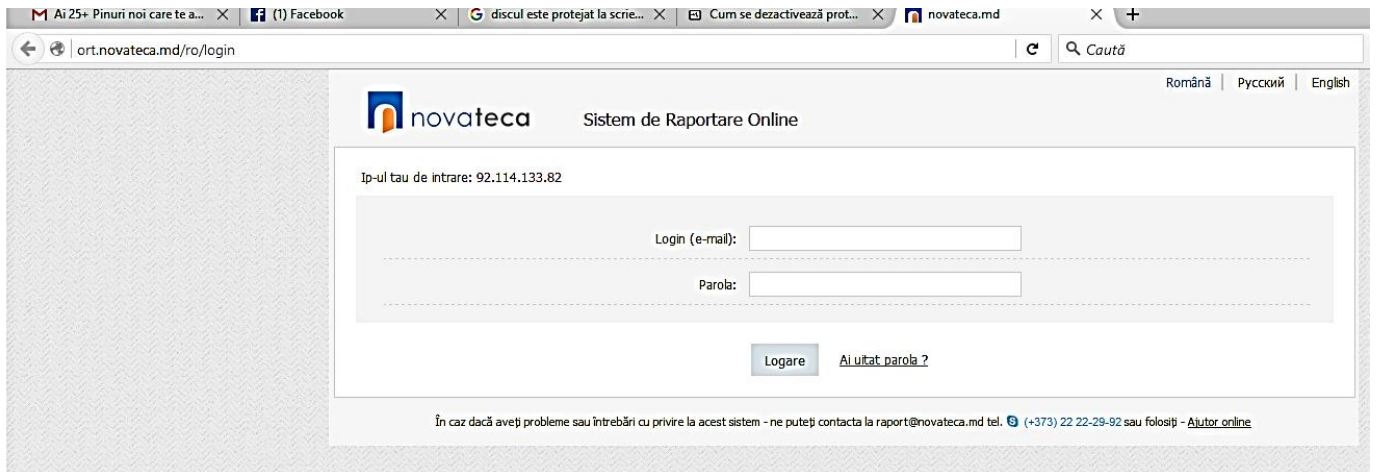 Ai 25+ Pinuri noi care te a...
(1) Facebook
discul este protejat la scrie...
Cum se dezactivează prot...
novateca.md
ort.novateca.md/ro/login
Caută
Română | Русский | English
novateca
Sistem de Raportare Online
Ip-ul tau de intrare: 92.114.133.82
Login (e-mail):
Parola:
Logare
Ai uitat parola ?
În caz dacă aveți probleme sau întrebări cu privire la acest sistem - ne puteți contacta la raport@novateca.md tel. (+373) 22 22-29-92 sau folosiți - Ajutor online